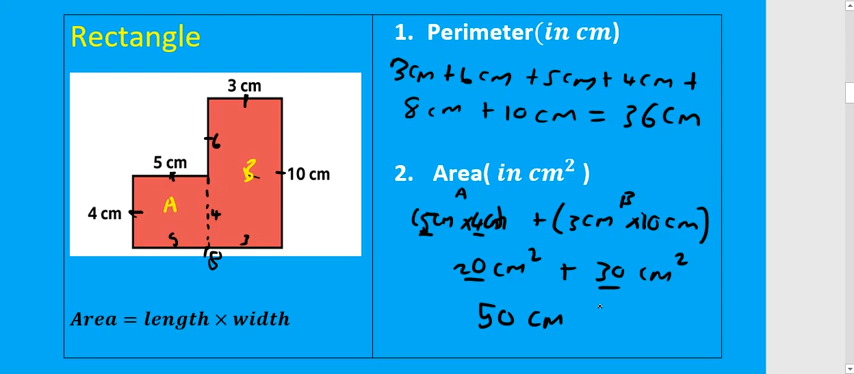 Rectangle
3 cm
6
5 cm
B
10 cm
A
4 cm
4
5
3
8
Area = length × width
1. Perimeter(in cm)
3cm + 6cm + 5cm + 4cm +
8cm + 10cm = 36cm
2. Area( in cm² )
A B
(5cm × 4cm) + (3cm × 10cm)
20 cm² + 30 cm²
50 cm